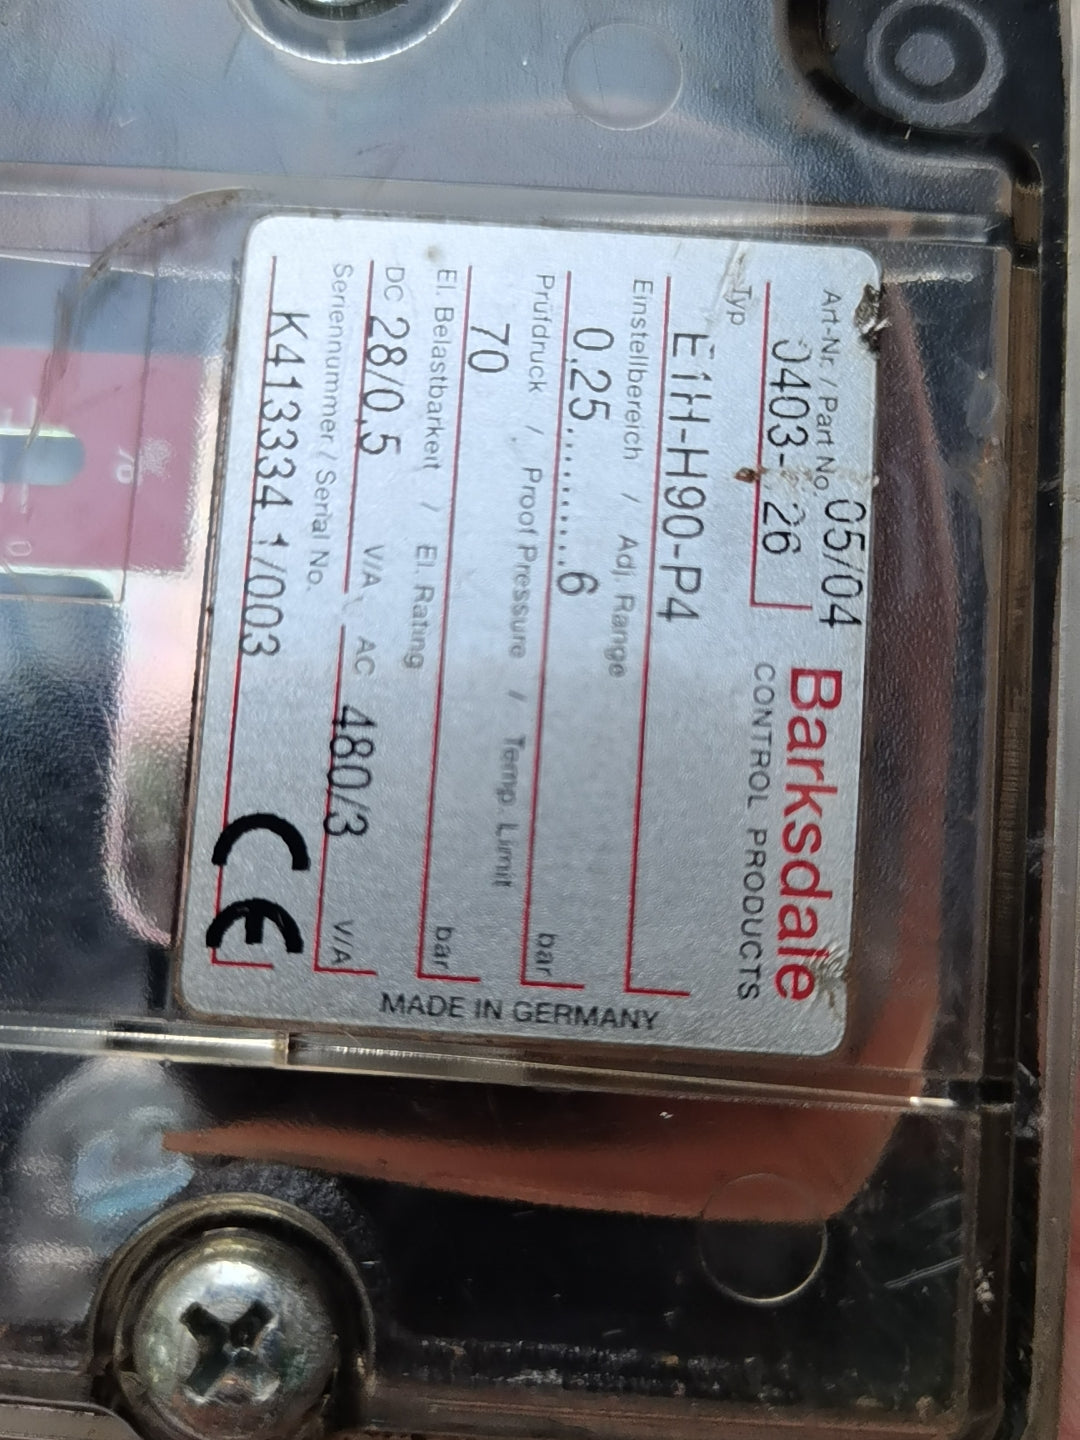 05/04
Art-Nr. / Part No.
Barksdale
CONTROL PRODUCTS
Typ
E1H-H90-P4
Einstellbereich / Adj. Range
0,25..........6 bar
Prüfdruck / Proof Pressure / Temp. Limit
70 bar
El. Belastbarkeit / El. Rating
DC 28/0,5 V/A, AC 480/3 V/A
Seriennummer / Serial No.
K413334 1/003
CE
MADE IN GERMANY
%
0